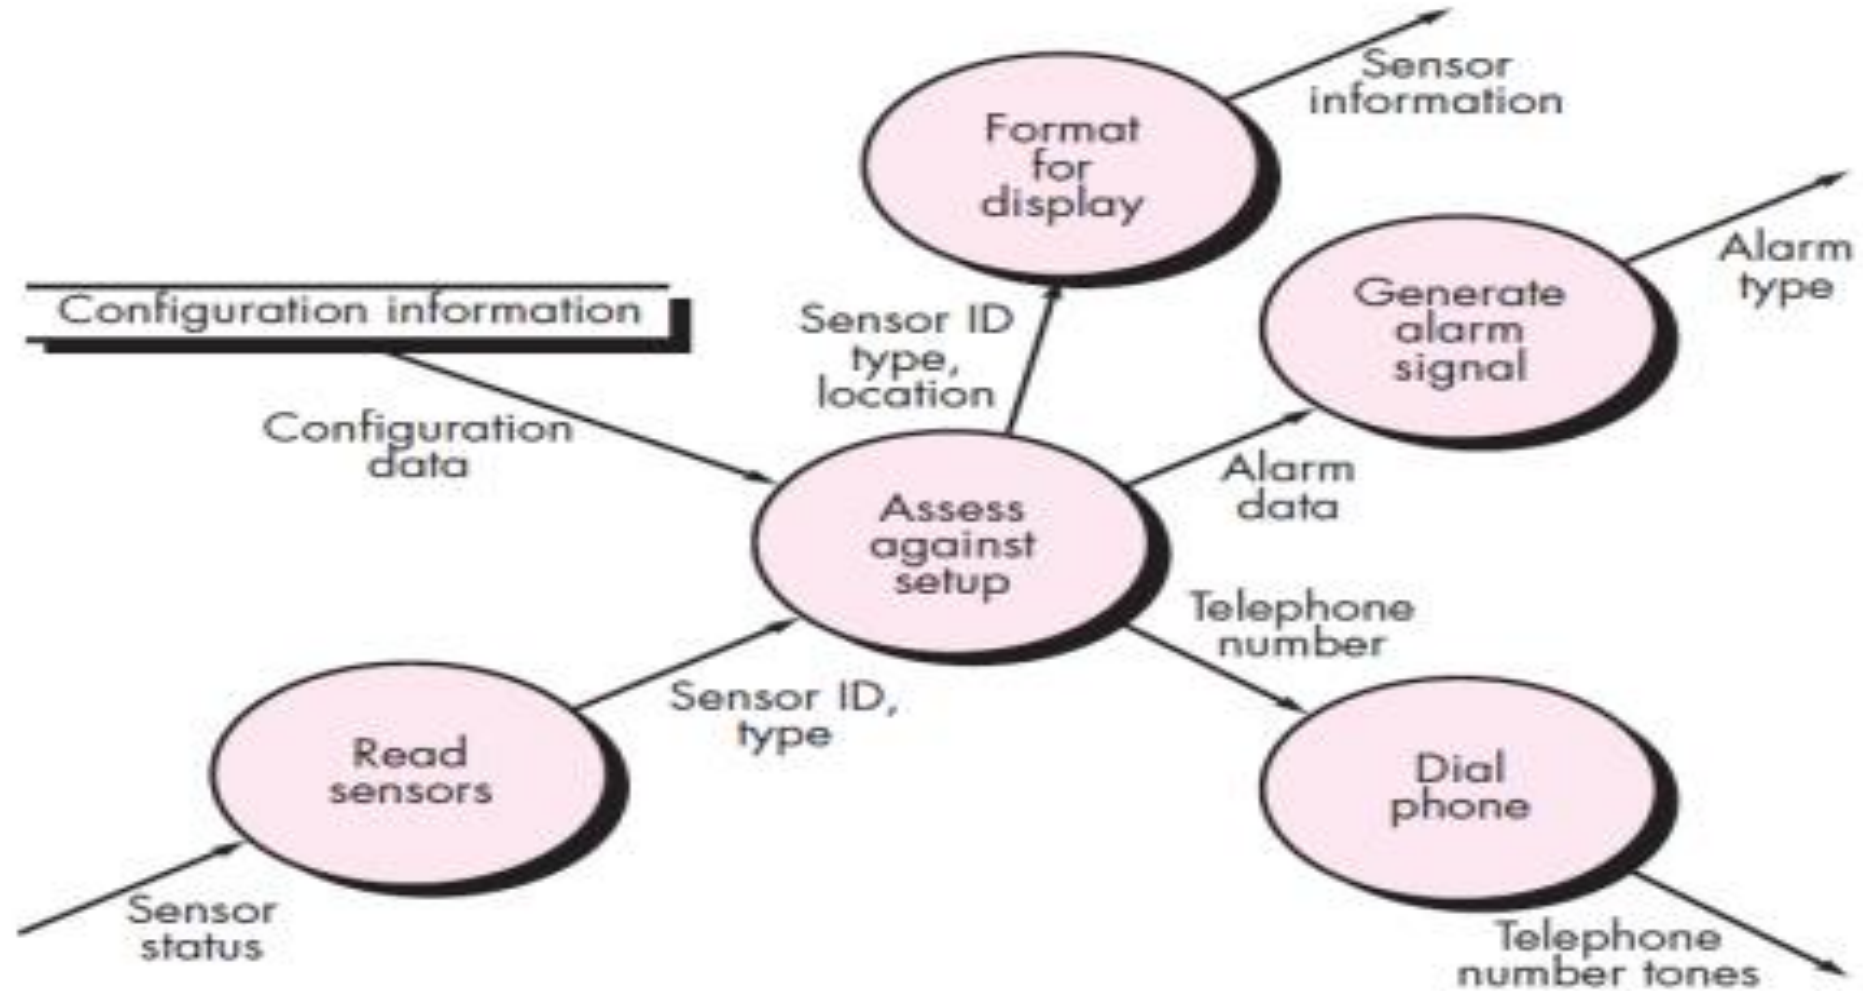 Sensor
information
Format
for
display
Alarm
type
Generate
alarm
signal
Configuration information
Sensor ID
type,
location
Configuration
data
Alarm
data
Assess
against
setup
Telephone
number
Sensor ID,
type
Read
sensors
Dial
phone
Sensor
status
Telephone
number tones